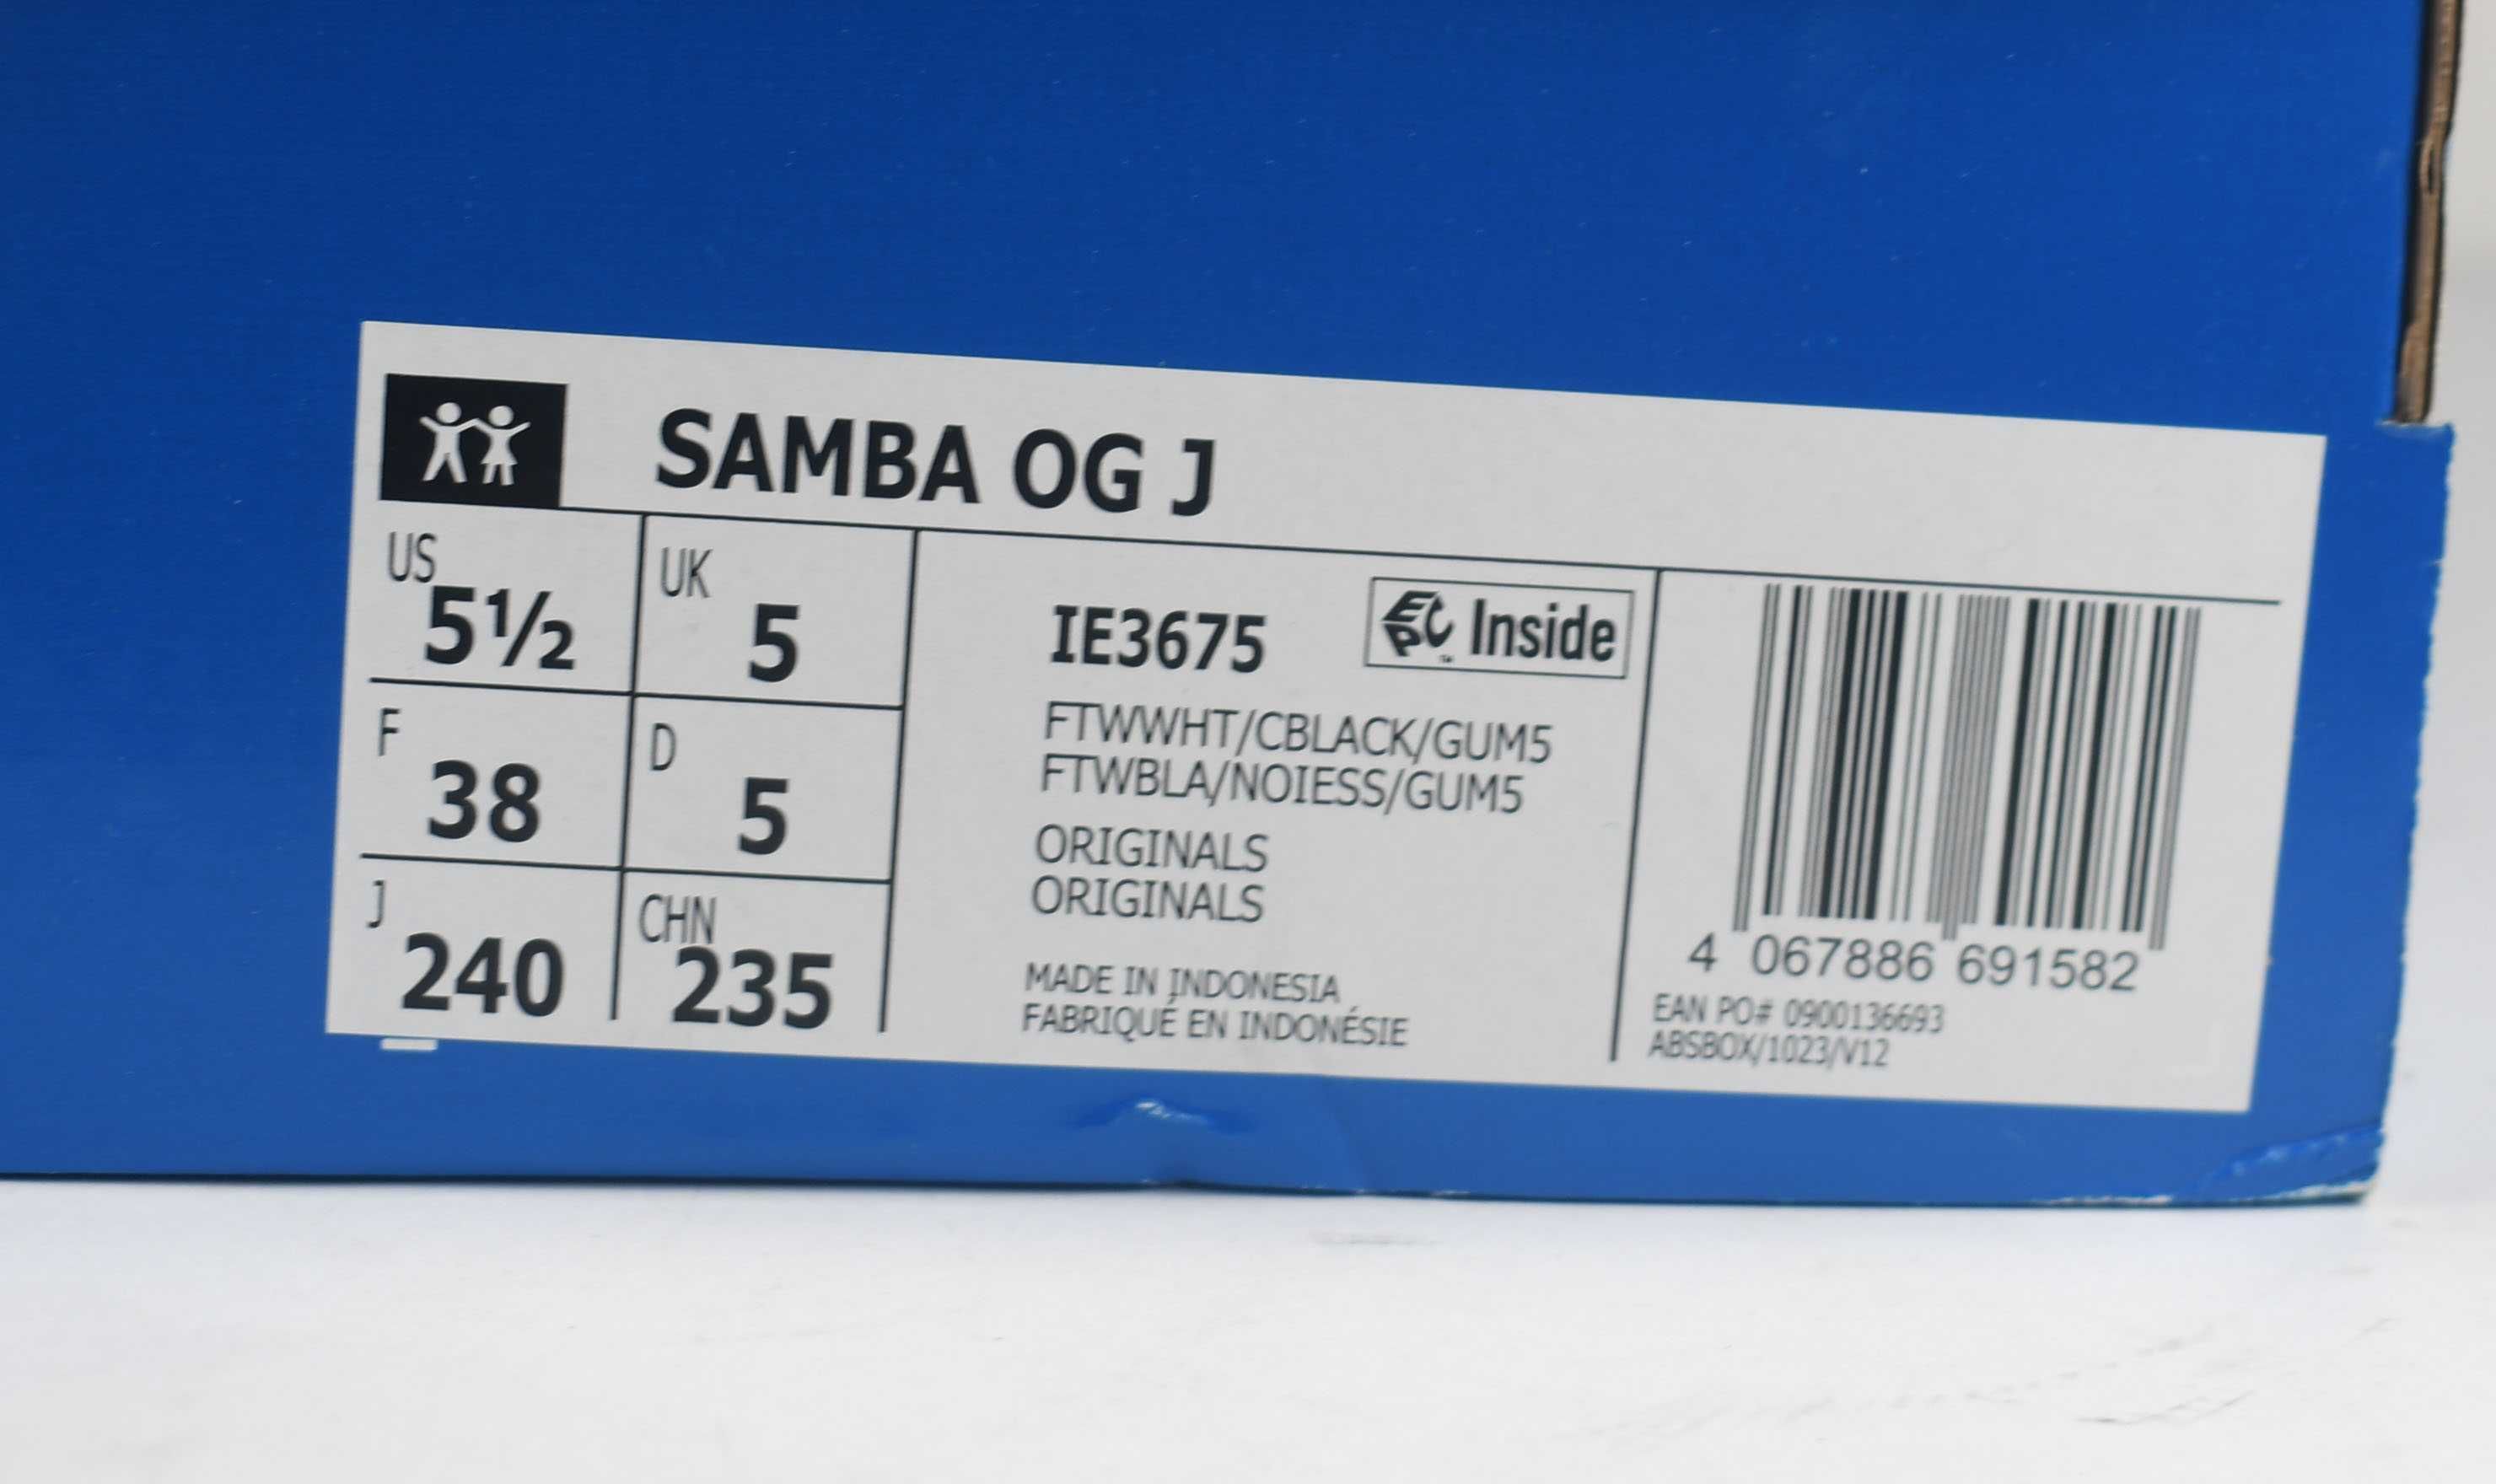 SAMBA OG J
US 5½
UK 5
F 38
D 5
J 240
CHN 235
IE3675
EPC™ Inside
FTWWHT/CBLACK/GUM5
FTWBLA/NOIESS/GUM5
ORIGINALS
ORIGINALS
MADE IN INDONESIA
FABRIQUÉ EN INDONÉSIE
4 067886 691582
EAN PO# 0900136693
ABSBOX/1023/V12